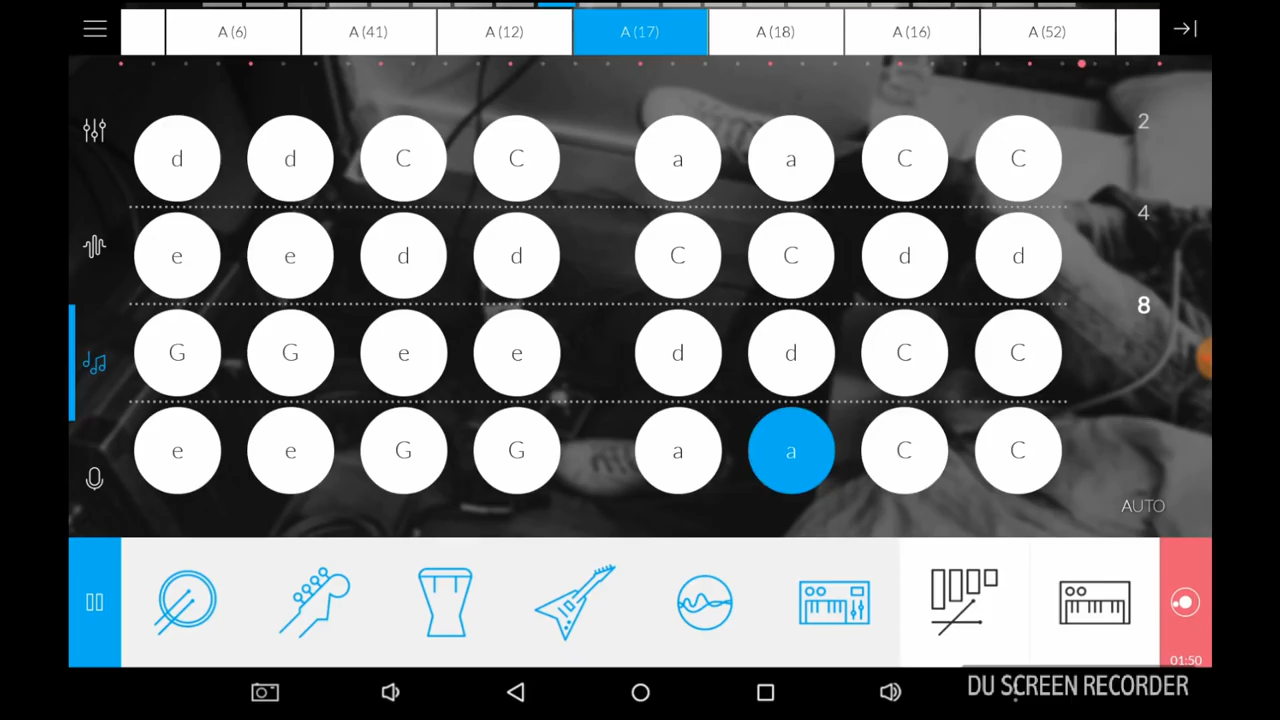 A (6) A (41) A (12) A (17) A (18) A (16) A (52)
d d C C a a C C 2
e e d d C C d d 4
G G e e d d C C 8
e e G G a a C C
AUTO
01:50
DU SCREEN RECORDER